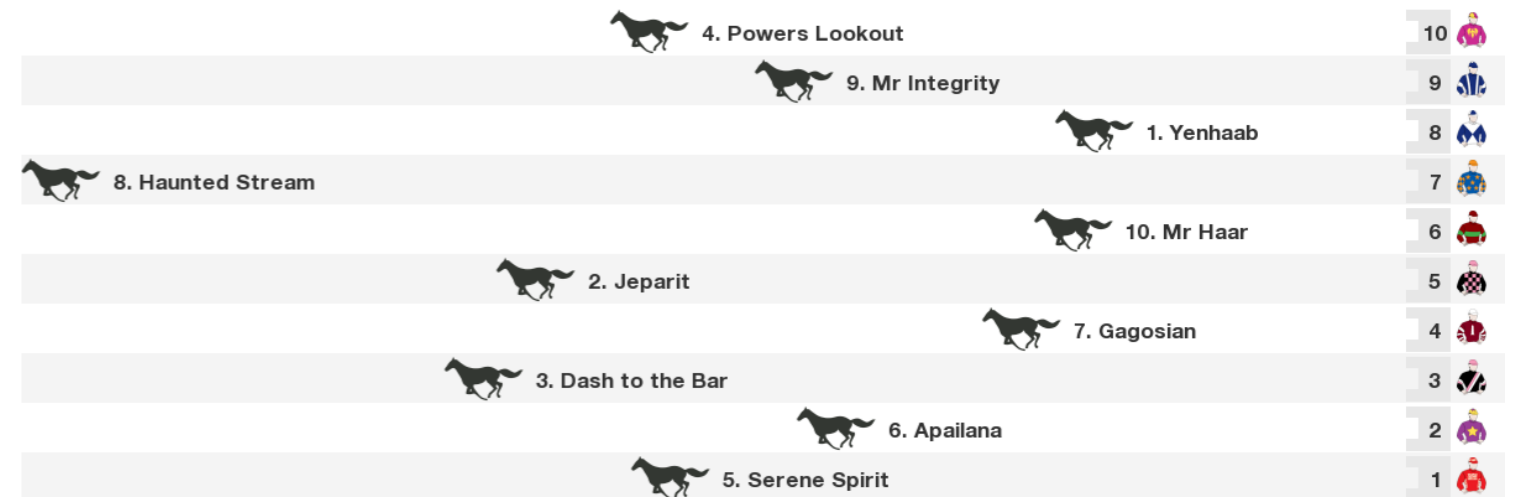 4. Powers Lookout 10
9. Mr Integrity 9
1. Yenhaab 8
8. Haunted Stream 7
10. Mr Haar 6
2. Jeparit 5
7. Gagosian 4
3. Dash to the Bar 3
6. Apailana 2
5. Serene Spirit 1